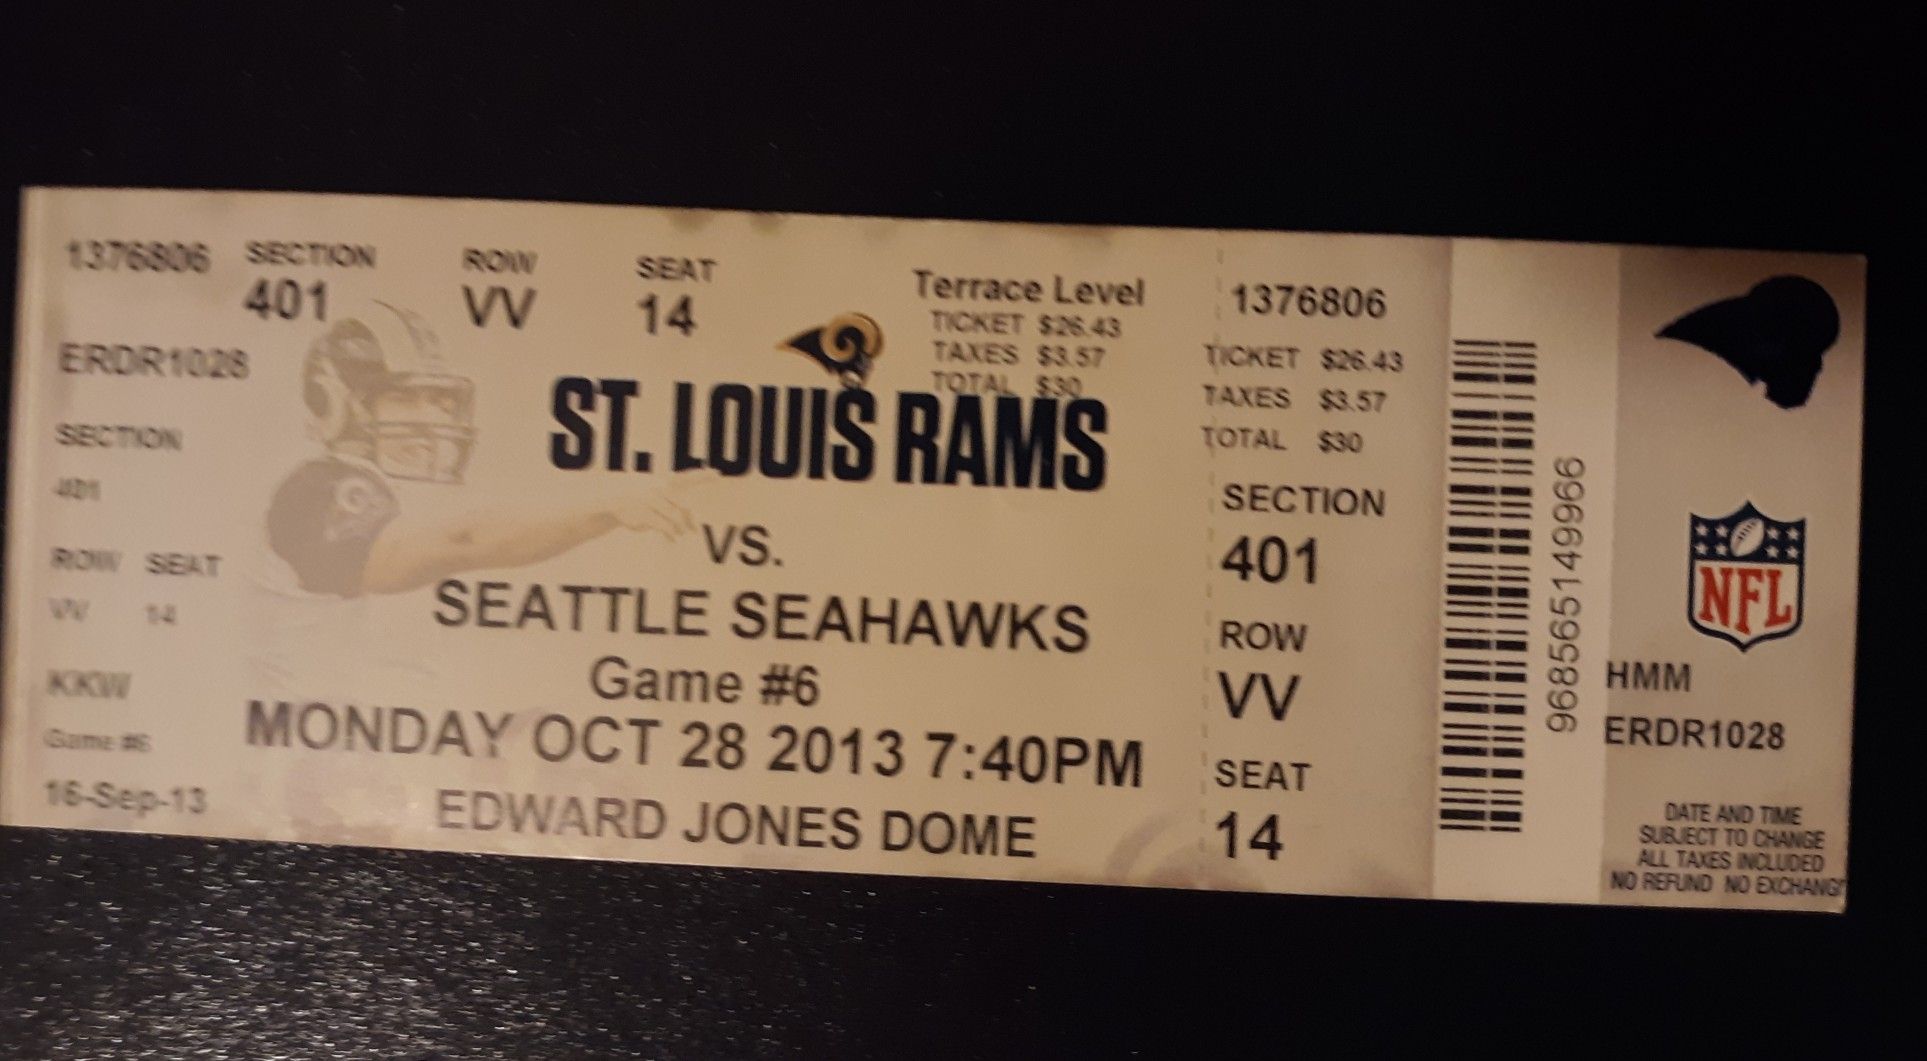 1376806
ERDR1028
SECTION
401
ROW SEAT
VV 14
KKW
Game #6
16-Sep-13
SECTION ROW SEAT
401 VV 14
Terrace Level
TICKET $26.43
TAXES $3.57
TOTAL $30
ST. LOUIS RAMS
VS.
SEATTLE SEAHAWKS
Game #6
MONDAY OCT 28 2013 7:40PM
EDWARD JONES DOME
1376806
TICKET $26.43
TAXES $3.57
TOTAL $30
SECTION
401
ROW
VV
SEAT
14
968565149966
NFL
HMM
ERDR1028
DATE AND TIME
SUBJECT TO CHANGE
ALL TAXES INCLUDED
NO REFUND NO EXCHANG